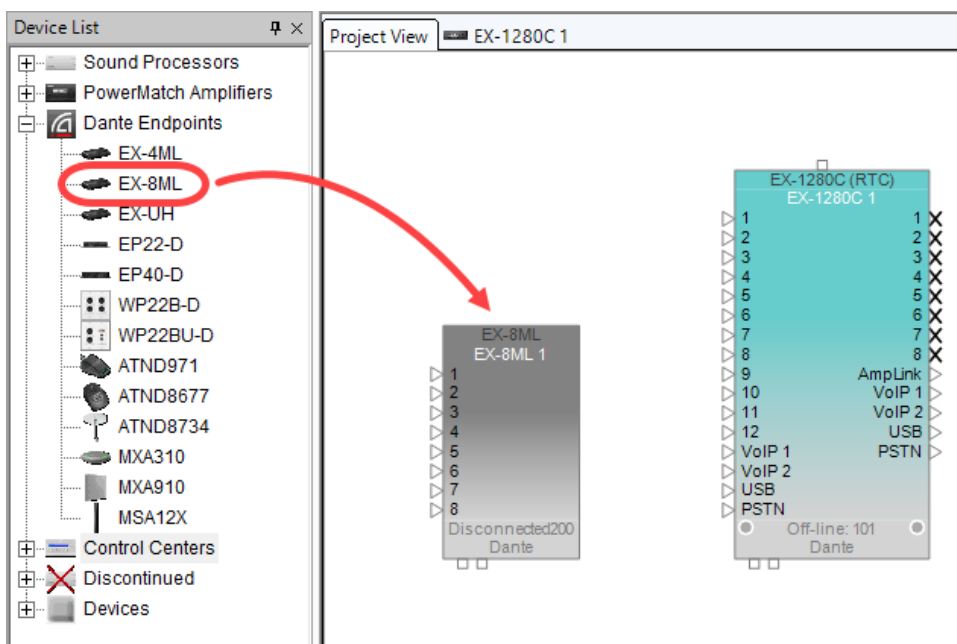 Device List
Sound Processors
PowerMatch Amplifiers
Dante Endpoints
EX-4ML
EX-8ML
EX-UH
EP22-D
EP40-D
WP22B-D
WP22BU-D
ATND971
ATND8677
ATND8734
MXA310
MXA910
MSA12X
Control Centers
Discontinued
Devices
Project View
EX-1280C 1
EX-8ML
EX-8ML 1
1
2
3
4
5
6
7
8
Disconnected200
Dante
EX-1280C (RTC)
EX-1280C 1
1 1
2 2
3 3
4 4
5 5
6 6
7 7
8 8
9 AmpLink
10 VoIP 1
11 VoIP 2
12 USB
VoIP 1 PSTN
VoIP 2
USB
PSTN
Off-line: 101
Dante